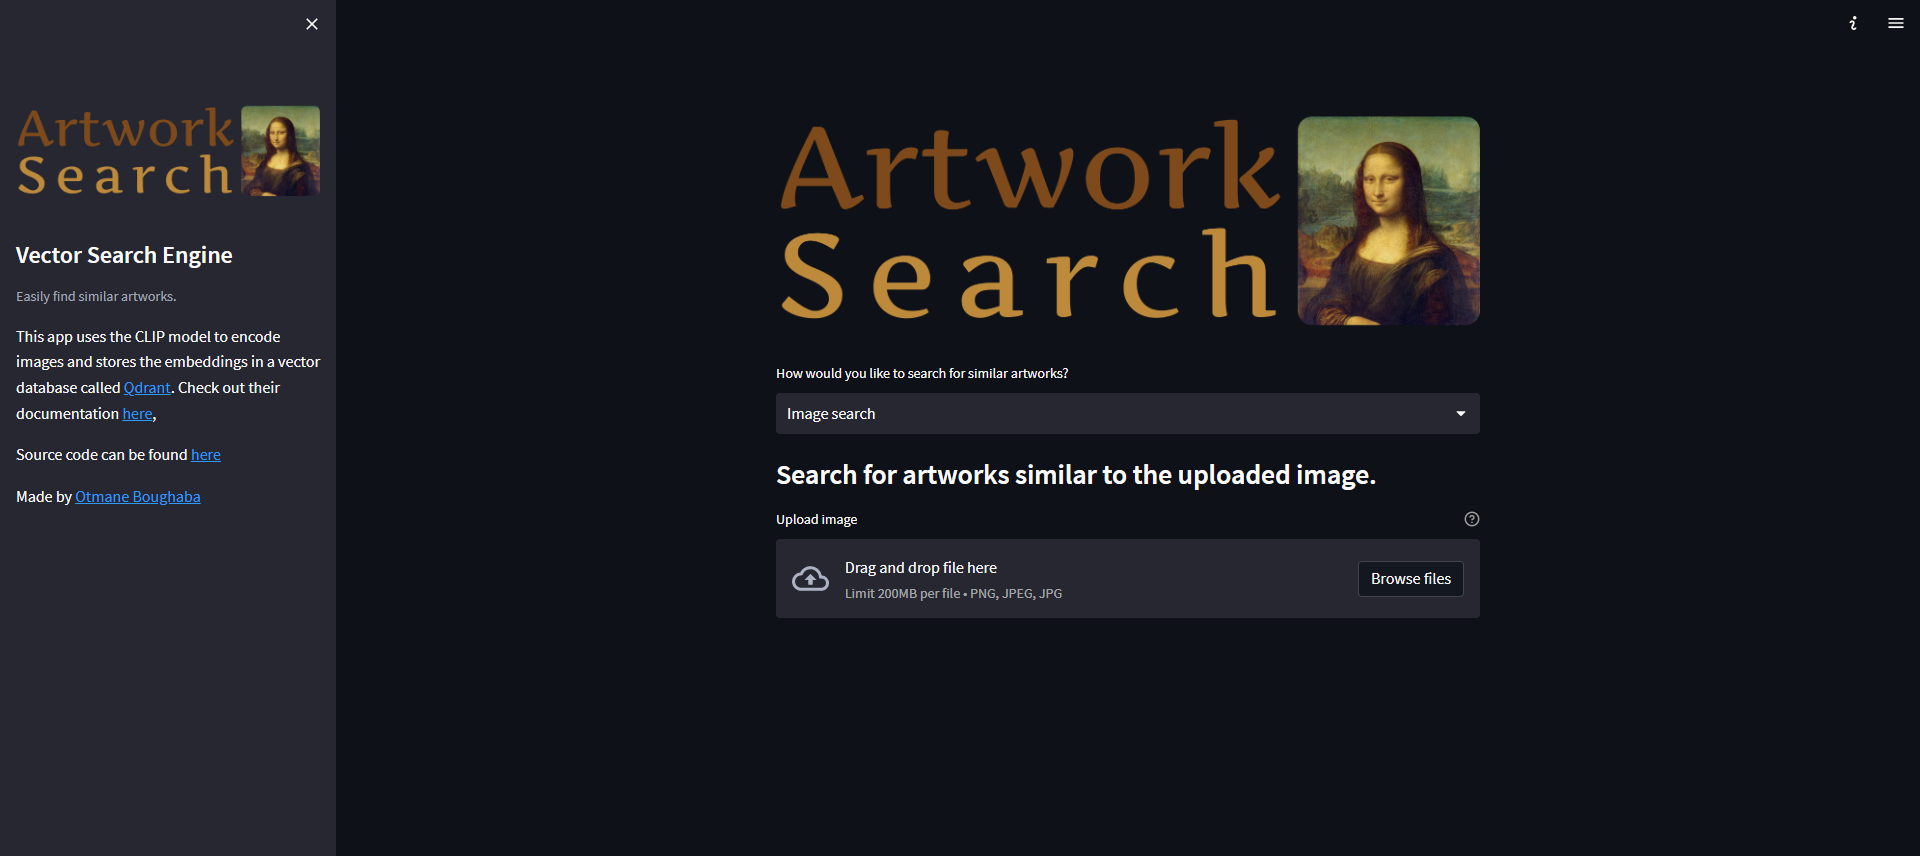 Artwork
Search
Vector Search Engine
Easily find similar artworks.
This app uses the CLIP model to encode
images and stores the embeddings in a vector
database called Qdrant. Check out their
documentation here,
Source code can be found here
Made by Otmane Boughaba
Artwork
Search
How would you like to search for similar artworks?
Image search
Search for artworks similar to the uploaded image.
Upload image
Drag and drop file here
Limit 200MB per file • PNG, JPEG, JPG
Browse files